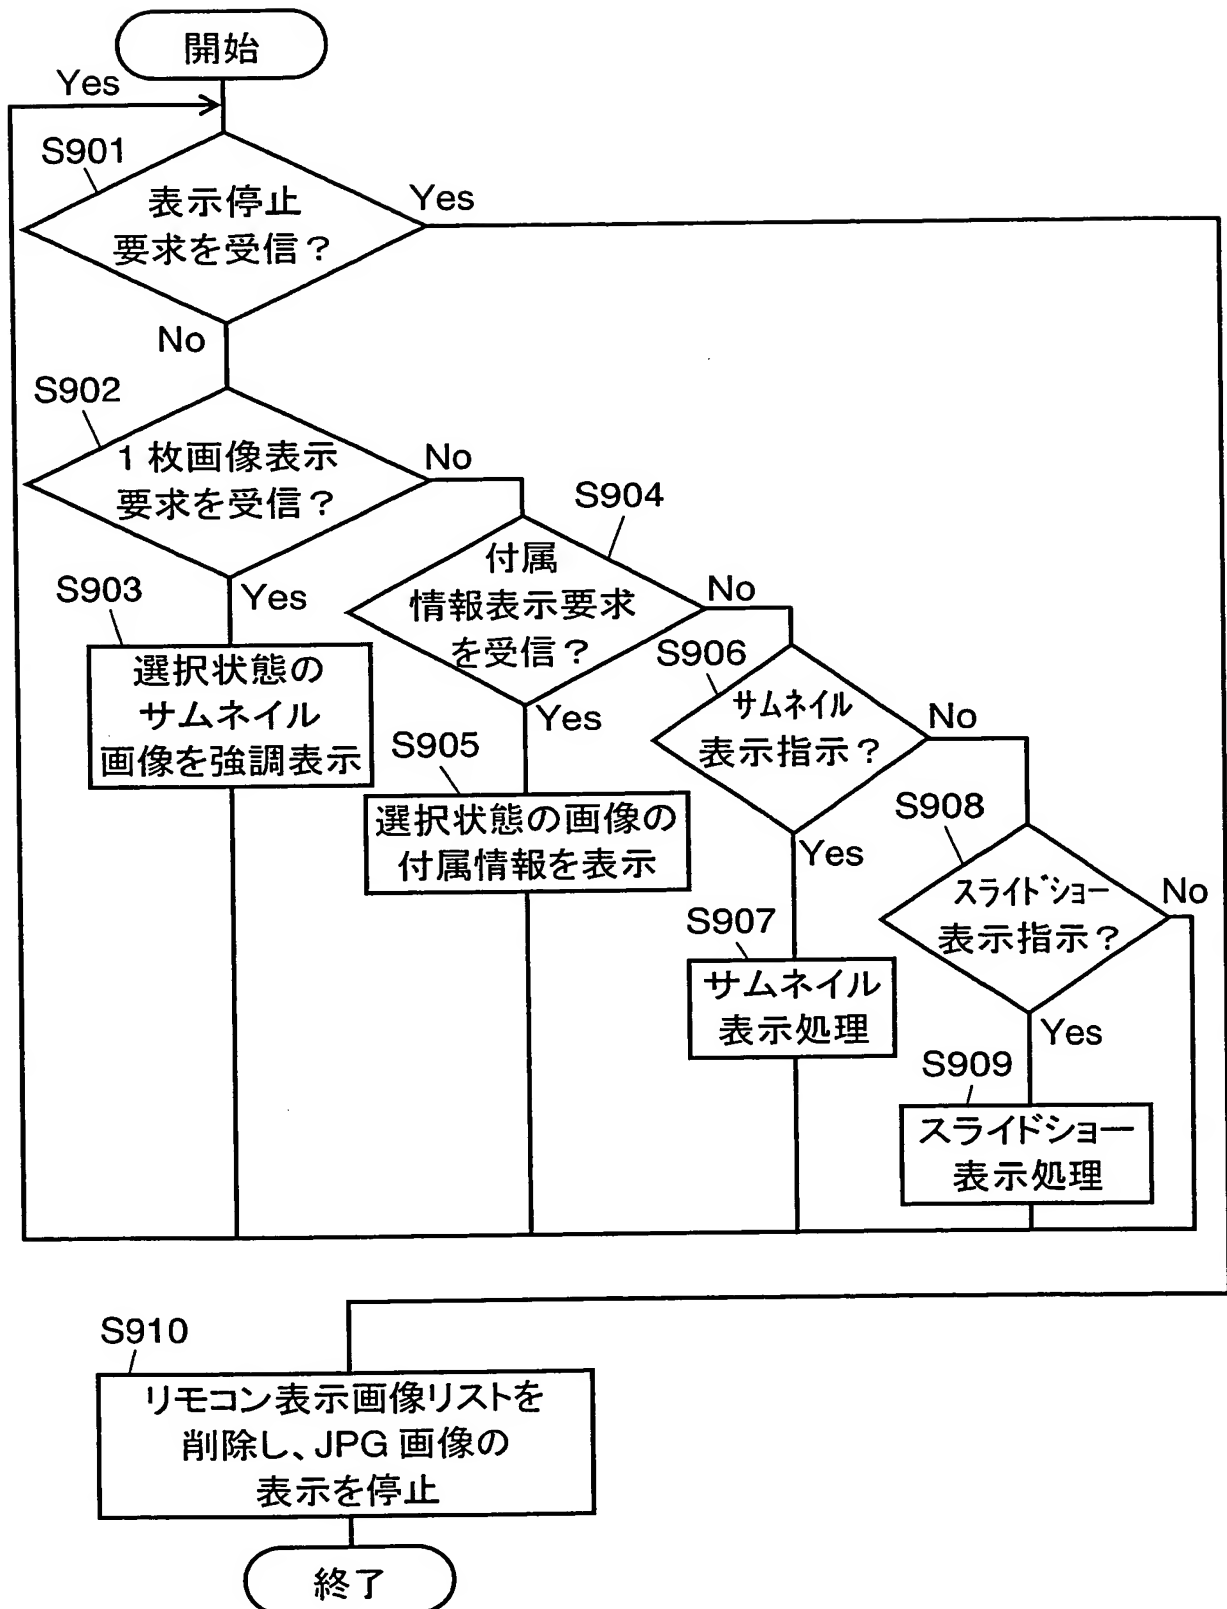 開始
Yes
S901
表示停止
要求を受信？
Yes
No
S902
1枚画像表示
要求を受信？
No
S904
付属
情報表示要求
を受信？
No
S903
Yes
選択状態の
サムネイル
画像を強調表示
S906
サムネイル
表示指示？
No
S905
Yes
選択状態の画像の
付属情報を表示
S908
スライドショー
表示指示？
No
Yes
S907
サムネイル
表示処理
Yes
S909
スライドショー
表示処理
S910
リモコン表示画像リストを
削除し、JPG画像の
表示を停止
終了